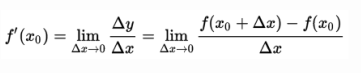 f′(x₀) = lim_{Δx→0} Δy/Δx = lim_{Δx→0} (f(x₀ + Δx) − f(x₀))/Δx